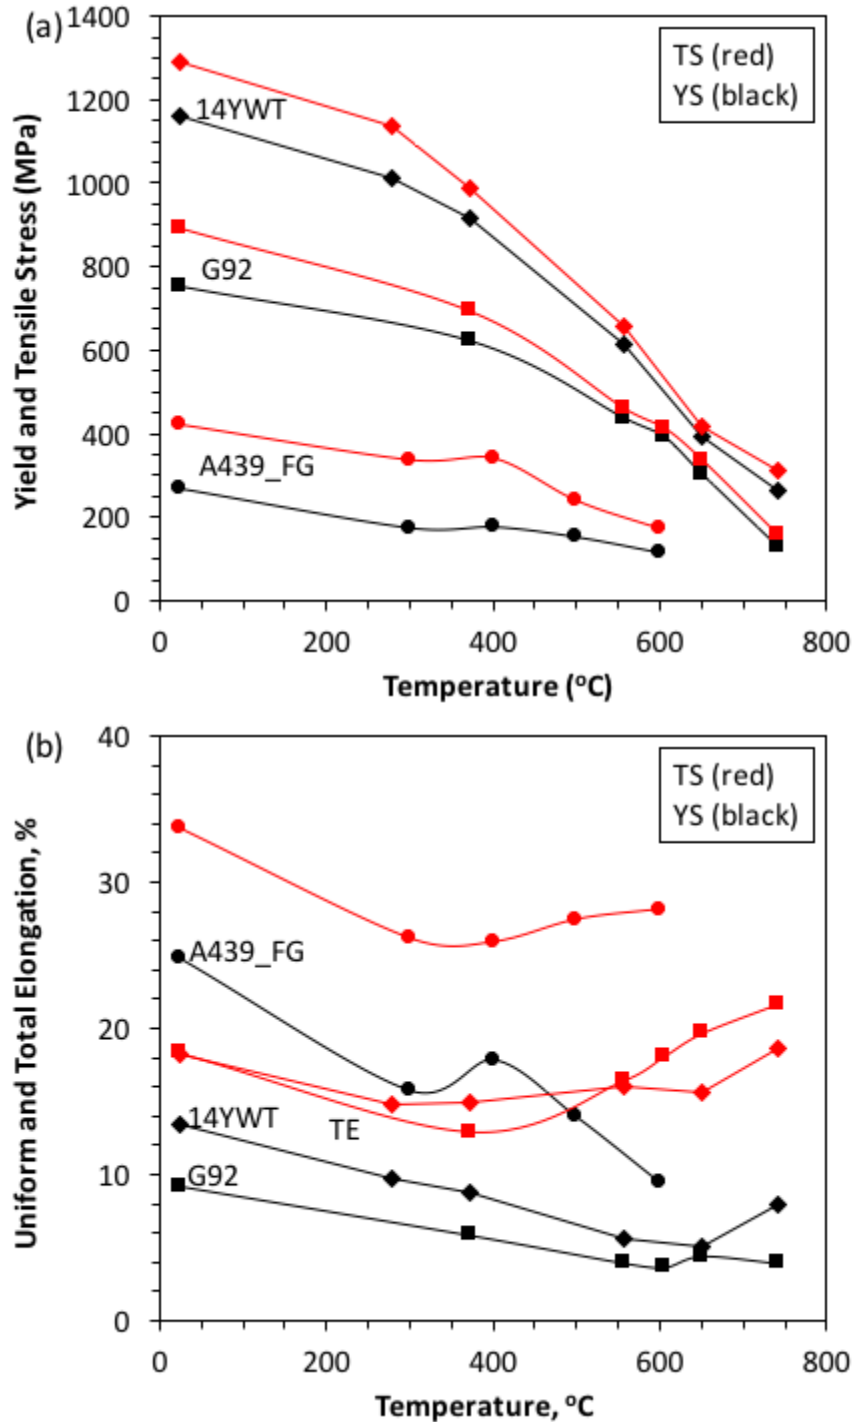 (a)
1400
TS (red)
YS (black)
1200
14YWT
1000
G92
800
600
400
A439_FG
200
0
Yield and Tensile Stress (MPa)
0 200 400 600 800
Temperature (°C)
(b)
40
TS (red)
YS (black)
30
A439_FG
20
14YWT
TE
10
G92
0
Uniform and Total Elongation, %
0 200 400 600 800
Temperature, °C